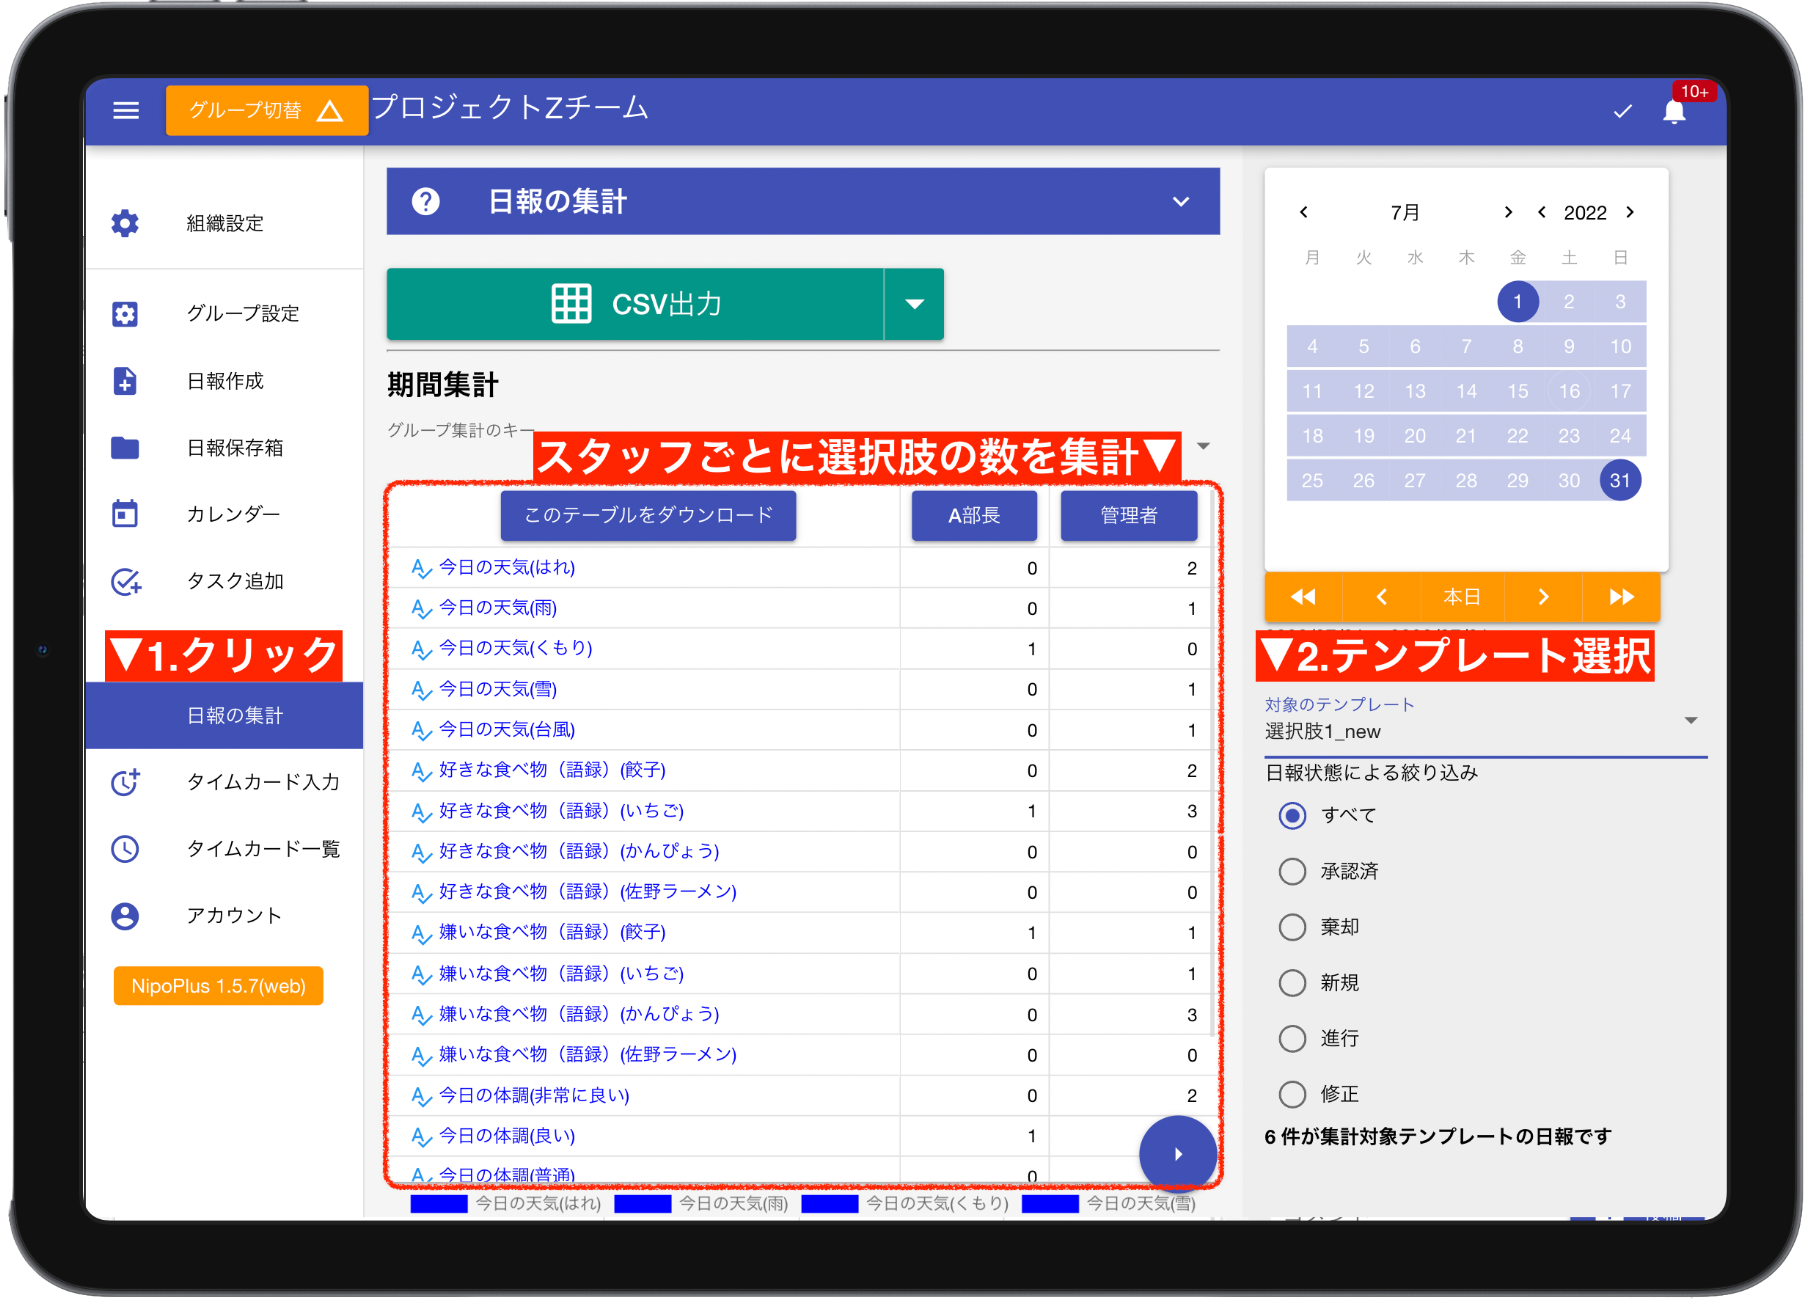 グループ切替
プロジェクトZチーム
10+
組織設定
グループ設定
日報作成
日報保存箱
カレンダー
タスク追加
▼1.クリック
日報の集計
タイムカード入力
タイムカード一覧
アカウント
NipoPlus 1.5.7(web)
日報の集計
CSV出力
期間集計
グループ集計のキー
スタッフごとに選択肢の数を集計▼
このテーブルをダウンロード A部長 管理者
今日の天気(はれ) 0 2
今日の天気(雨) 0 1
今日の天気(くもり) 1 0
今日の天気(雪) 0 1
今日の天気(台風) 0 1
好きな食べ物（語録）(餃子) 0 2
好きな食べ物（語録）(いちご) 1 3
好きな食べ物（語録）(かんぴょう) 0 0
好きな食べ物（語録）(佐野ラーメン) 0 0
嫌いな食べ物（語録）(餃子) 1 1
嫌いな食べ物（語録）(いちご) 0 1
嫌いな食べ物（語録）(かんぴょう) 0 3
嫌いな食べ物（語録）(佐野ラーメン) 0 0
今日の体調(非常に良い) 0 2
今日の体調(良い) 1
今日の体調(普通) 0
今日の天気(はれ) 今日の天気(雨) 今日の天気(くもり) 今日の天気(雪)
7月 2022
月 火 水 木 金 土 日
1 2 3
4 5 6 7 8 9 10
11 12 13 14 15 16 17
18 19 20 21 22 23 24
25 26 27 28 29 30 31
本日
▼2.テンプレート選択
対象のテンプレート
選択肢1_new
日報状態による絞り込み
すべて
承認済
棄却
新規
進行
修正
6 件が集計対象テンプレートの日報です